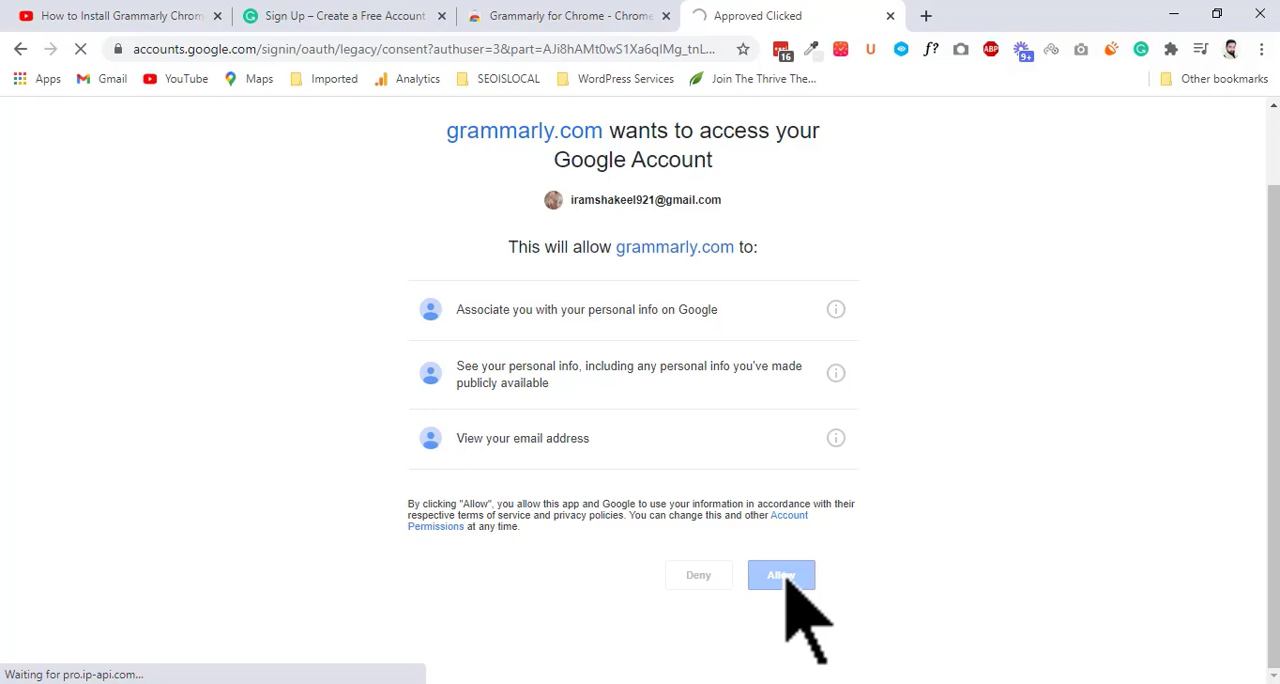 How to Install Grammarly Chrom
Sign Up – Create a Free Account
Grammarly for Chrome - Chrome
Approved Clicked
accounts.google.com/signin/oauth/legacy/consent?authuser=3&part=AJi8hAMt0wS1Xa6qIMg_tnL...
16
f?
ABP
9+
Apps
Gmail
YouTube
Maps
Imported
Analytics
SEOISLOCAL
WordPress Services
Join The Thrive The...
Other bookmarks
grammarly.com wants to access your
Google Account
iramshakeel921@gmail.com
This will allow grammarly.com to:
Associate you with your personal info on Google
See your personal info, including any personal info you've made
publicly available
View your email address
By clicking "Allow", you allow this app and Google to use your information in accordance with their
respective terms of service and privacy policies. You can change this and other Account
Permissions at any time.
Deny
Allow
Waiting for pro.ip-api.com...